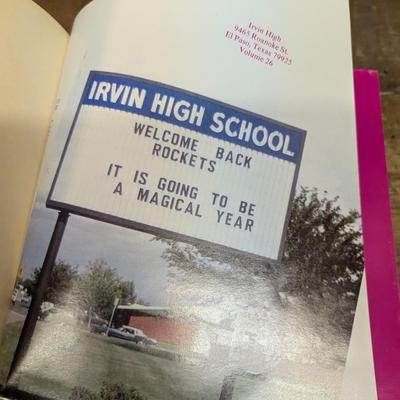 Irvin High
9465 Roanoke St.
El Paso, Texas 79925
Volume 26
IRVIN HIGH SCHOOL
WELCOME BACK
ROCKETS
IT IS GOING TO BE
A MAGICAL YEAR